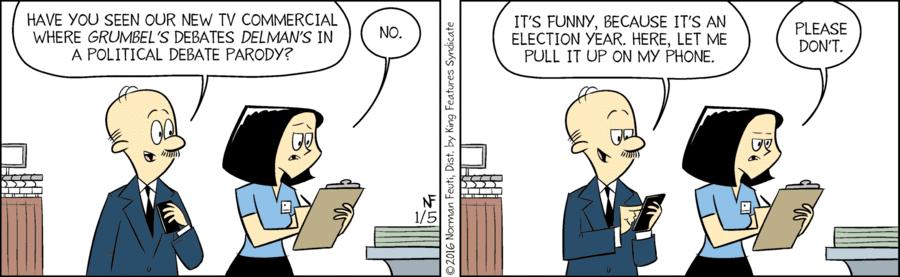 HAVE YOU SEEN OUR NEW TV COMMERCIAL
WHERE GRUMBEL'S DEBATES DELMAN'S IN
A POLITICAL DEBATE PARODY?
NO.
NF
1/5
©2016 Norman Feuti, Dist. by King Features Syndicate
IT'S FUNNY, BECAUSE IT'S AN
ELECTION YEAR. HERE, LET ME
PULL IT UP ON MY PHONE.
PLEASE
DON'T.